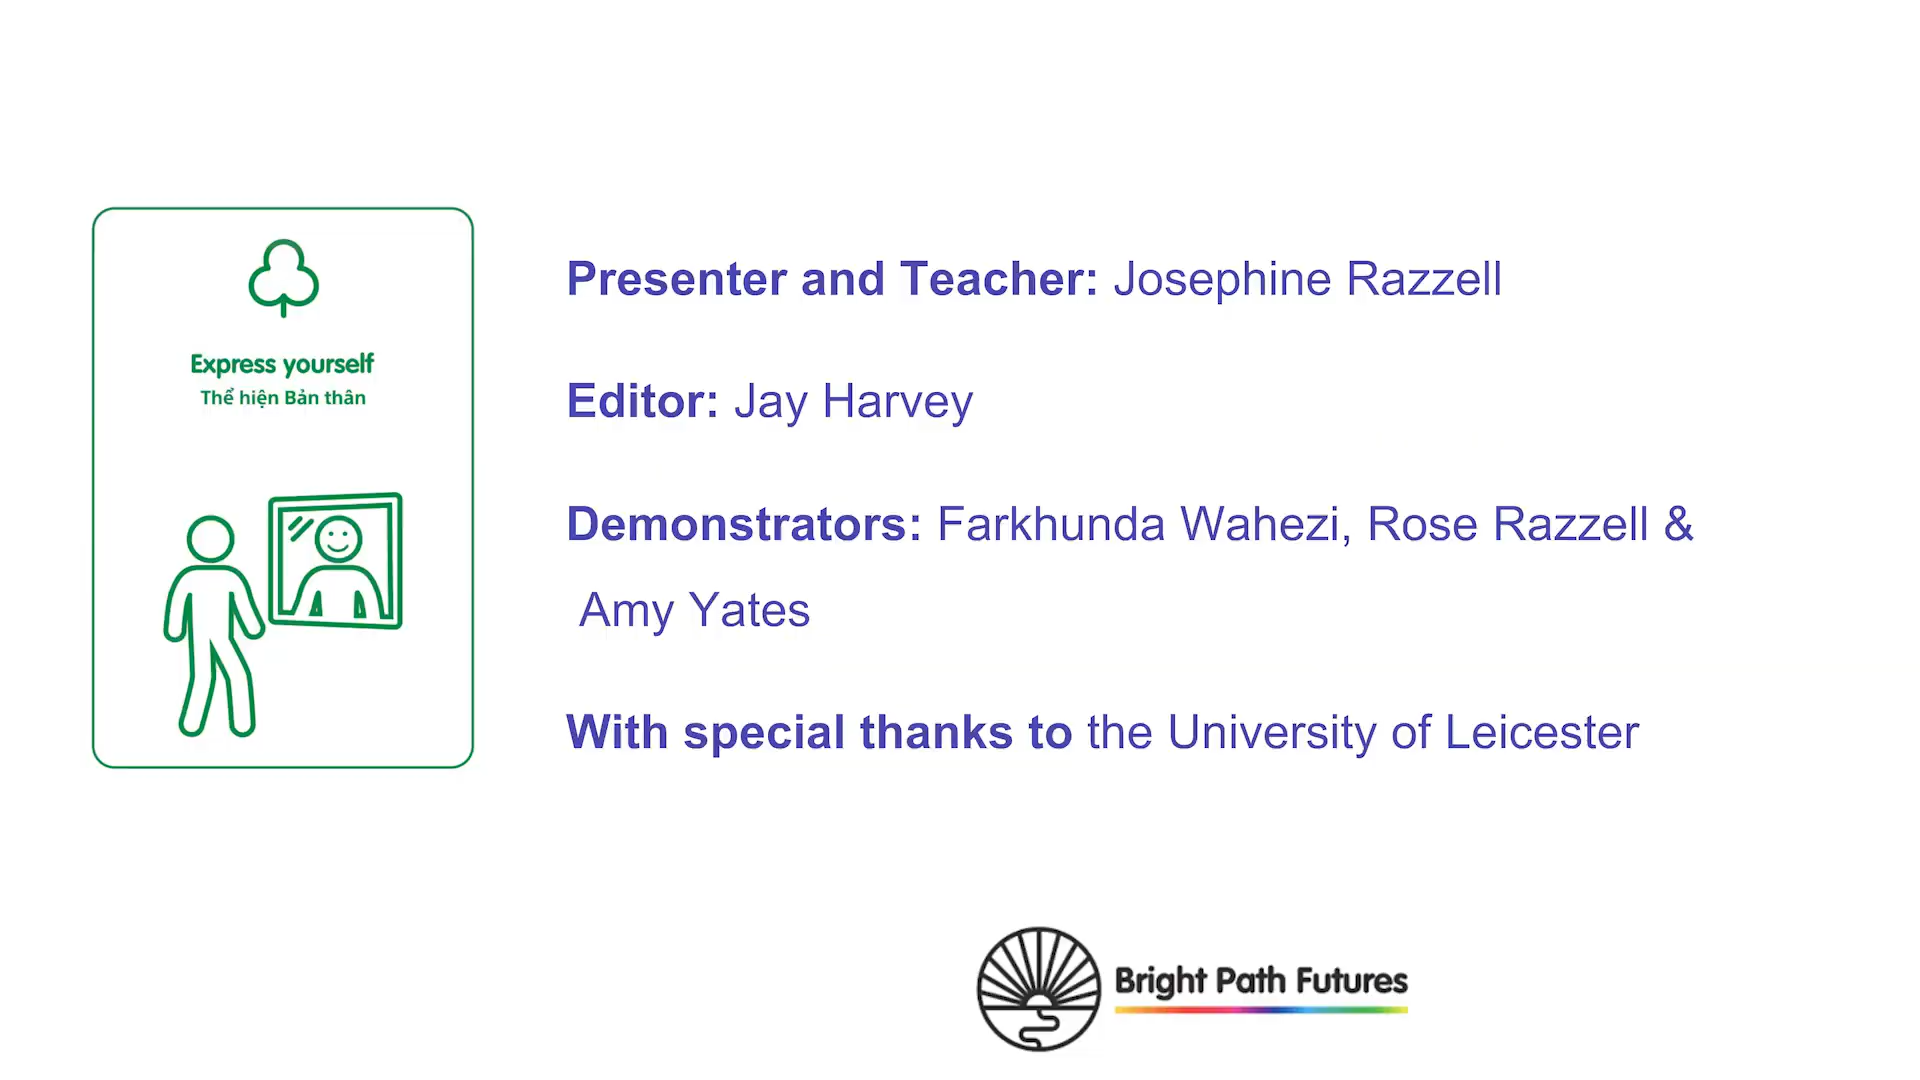 Express yourself
Thể hiện Bản thân
Presenter and Teacher: Josephine Razzell
Editor: Jay Harvey
Demonstrators: Farkhunda Wahezi, Rose Razzell &
Amy Yates
With special thanks to the University of Leicester
Bright Path Futures